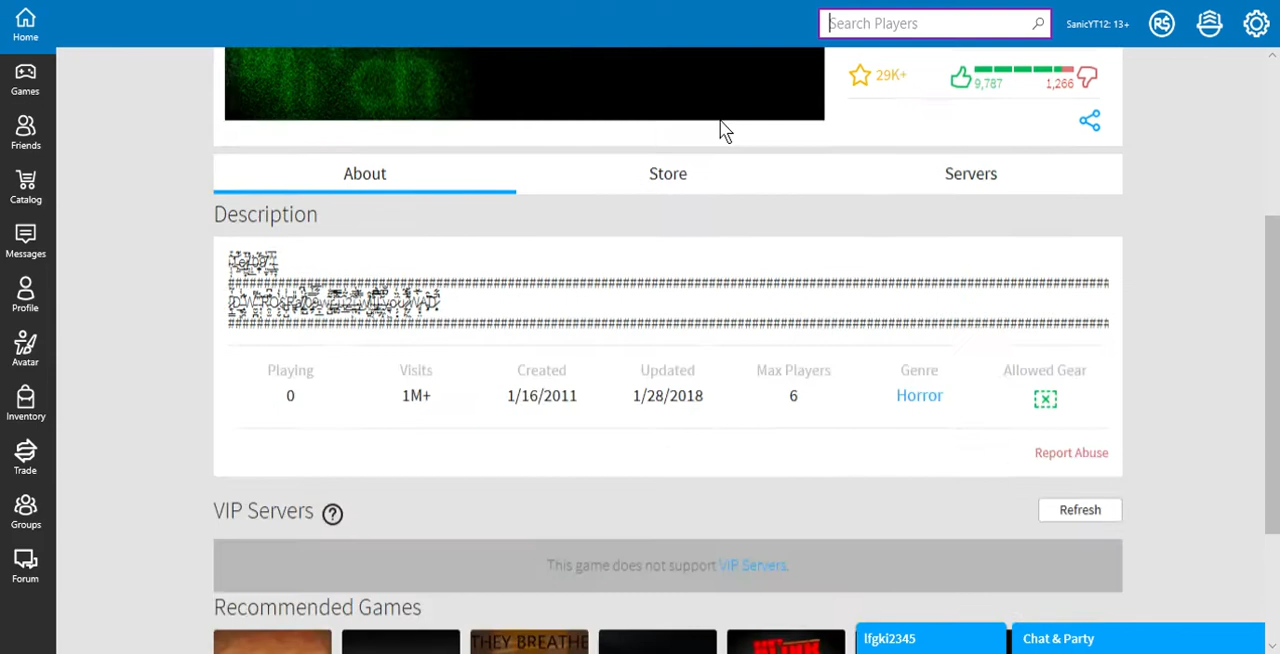 Home
Search Players
SanicYT12: 13+
R$
Games
Friends
Catalog
Messages
Profile
Avatar
Inventory
Trade
Groups
Forum
29K+
9,787
1,266
About
Store
Servers
Description
Playing
Visits
Created
Updated
Max Players
Genre
Allowed Gear
0
1M+
1/16/2011
1/28/2018
6
Horror
Report Abuse
VIP Servers
?
Refresh
This game does not support VIP Servers.
Recommended Games
THEY BREATHE
lfgki2345
Chat & Party